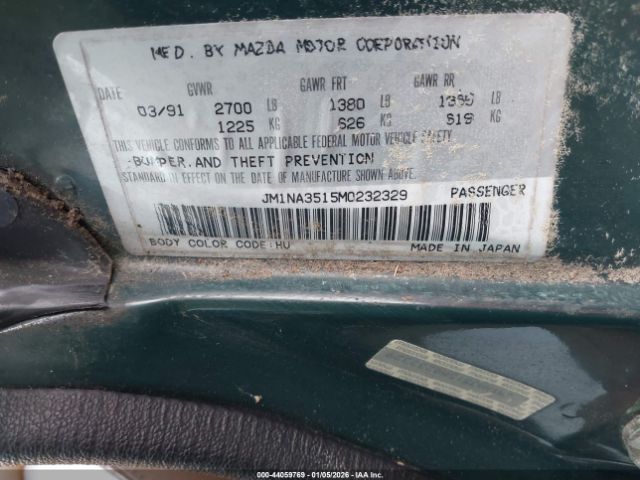 MFD. BY MAZDA MOTOR CORPORATION
DATE GVWR GAWR FRT GAWR RR
03/91 2700 LB 1380 LB LB
1225 KG 626 KG 619 KG
THIS VEHICLE CONFORMS TO ALL APPLICABLE FEDERAL MOTOR VEHICLE SAFETY,
BUMPER, AND THEFT PREVENTION
STANDARDS IN EFFECT ON THE DATE OF MANUFACTURE SHOWN ABOVE.
JM1NA3515M0232329 PASSENGER
BODY COLOR CODE:HU MADE IN JAPAN
000-44059769 01/05/2026 IAA Holdings, LLC